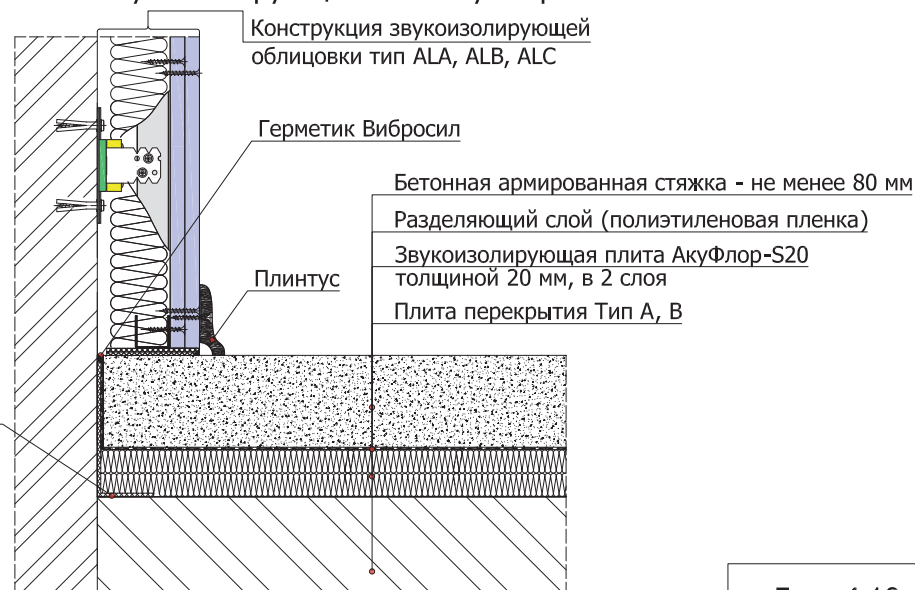 Конструкция звукоизолирующей
облицовки тип ALA, ALB, ALC
Герметик Вибросил
Бетонная армированная стяжка - не менее 80 мм
Разделяющий слой (полиэтиленовая пленка)
Звукоизолирующая плита АкуФлор-S20
толщиной 20 мм, в 2 слоя
Плинтус
Плита перекрытия Тип А, В